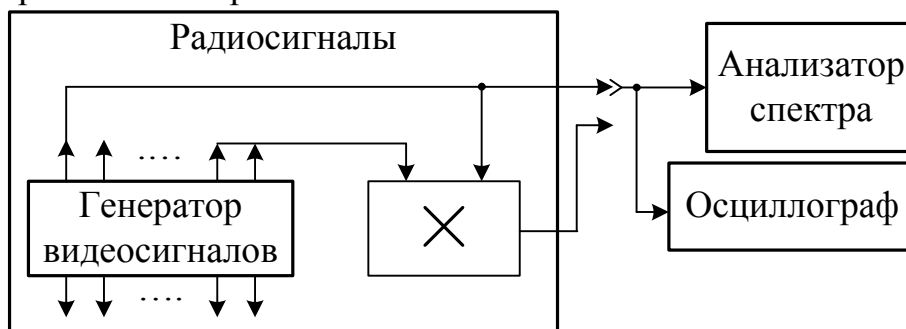 Радиосигналы
Анализатор
спектра
....
Генератор
видеосигналов
Осциллограф
....